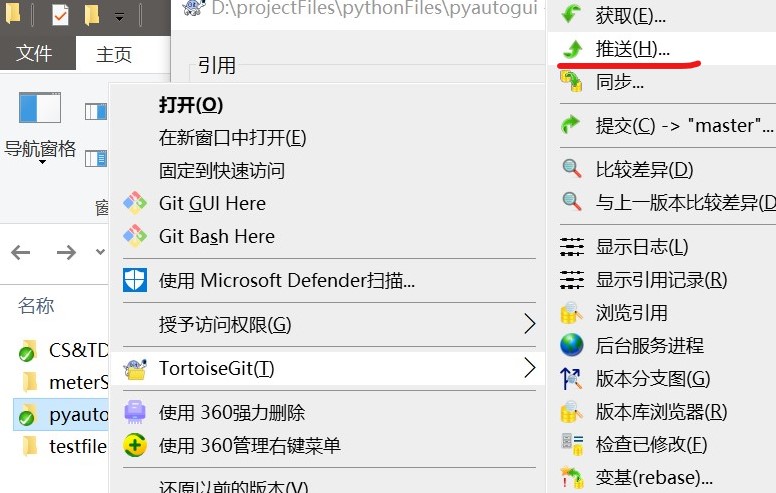 D:\projectFiles\pythonFiles\pyautogui
文件
主页
引用
导航窗格
名称
CS&TD
meterS
pyauto
testfile
打开(O)
在新窗口中打开(E)
固定到快速访问
Git GUI Here
Git Bash Here
使用 Microsoft Defender扫描...
授予访问权限(G)
TortoiseGit(T)
使用 360强力删除
使用 360管理右键菜单
还原以前的版本(V)
获取(E)...
推送(H)...
同步...
提交(C) -> "master"...
比较差异(D)
与上一版本比较差异(D
显示日志(L)
显示引用记录(R)
浏览引用
后台服务进程
版本分支图(G)
版本库浏览器(R)
检查已修改(F)
变基(rebase)...